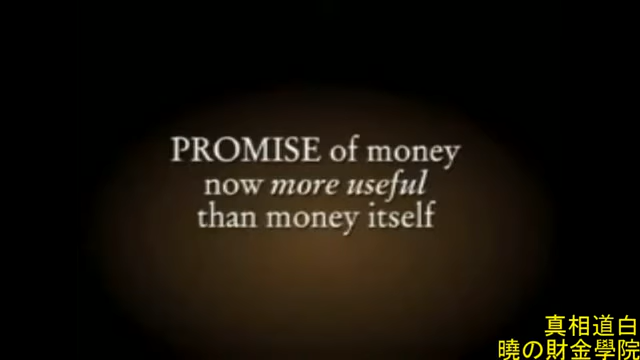 PROMISE of money
now more useful
than money itself
真相道白
曉の財金學院